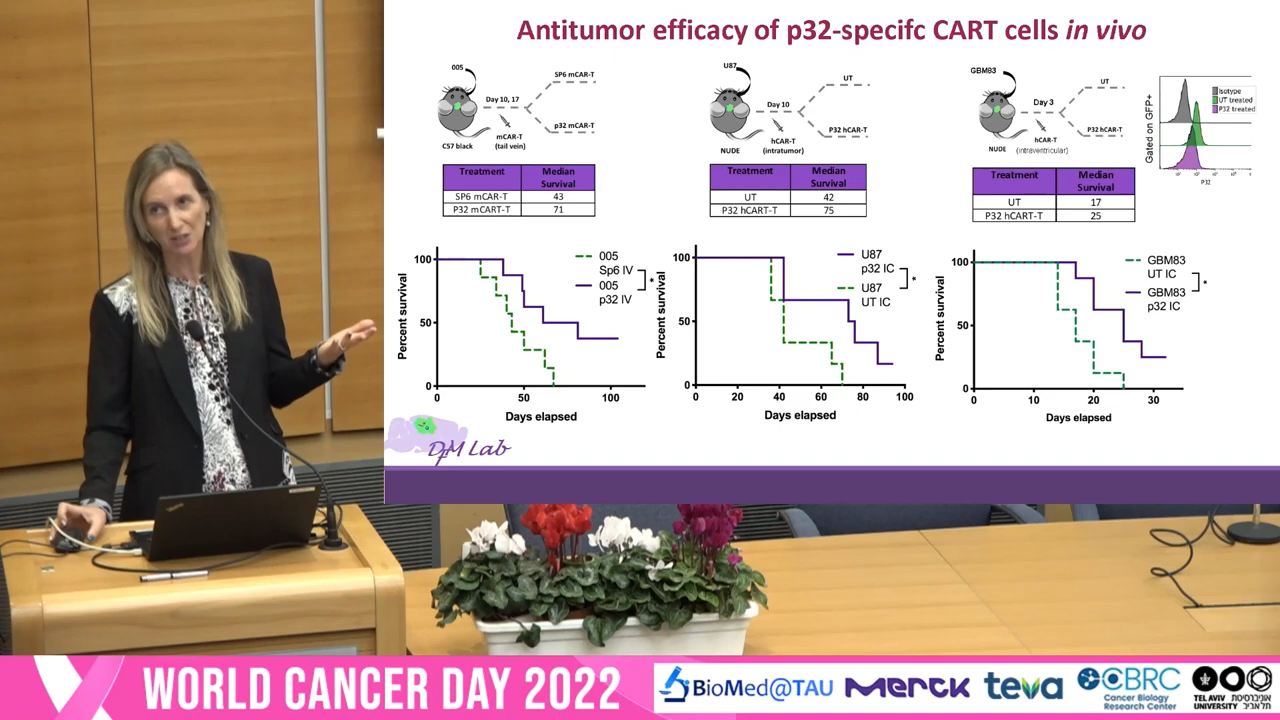 Antitumor efficacy of p32-specifc CART cells in vivo
005
Day 10, 17
mCAR-T
(tail vein)
C57 black
SP6 mCAR-T
p32 mCAR-T
Treatment Median Survival
SP6 mCAR-T 43
P32 mCAR-T 71
U87
Day 10
hCAR-T
(intratumor)
NUDE
UT
P32 hCAR-T
Treatment Median Survival
UT 42
P32 hCART-T 75
GBM83
Day 3
hCAR-T
(intraventricular)
NUDE
UT
P32 hCAR-T
Treatment Median Survival
UT 17
P32 hCART-T 25
Gated on GFP+
Isotype
UT treated
P32 treated
P32
Percent survival
100
50
0
0 50 100
Days elapsed
005
Sp6 IV
005
p32 IV
*
Percent survival
100
50
0
0 20 40 60 80 100
Days elapsed
U87
p32 IC
U87
UT IC
*
Percent survival
100
50
0
0 10 20 30
Days elapsed
GBM83
UT IC
GBM83
p32 IC
*
DFM Lab
WORLD CANCER DAY 2022
BioMed@TAU
MERCK
teva
CBRC
Cancer Biology
Research Center
TEL AVIV אוניברסיטת
UNIVERSITY תל אביב